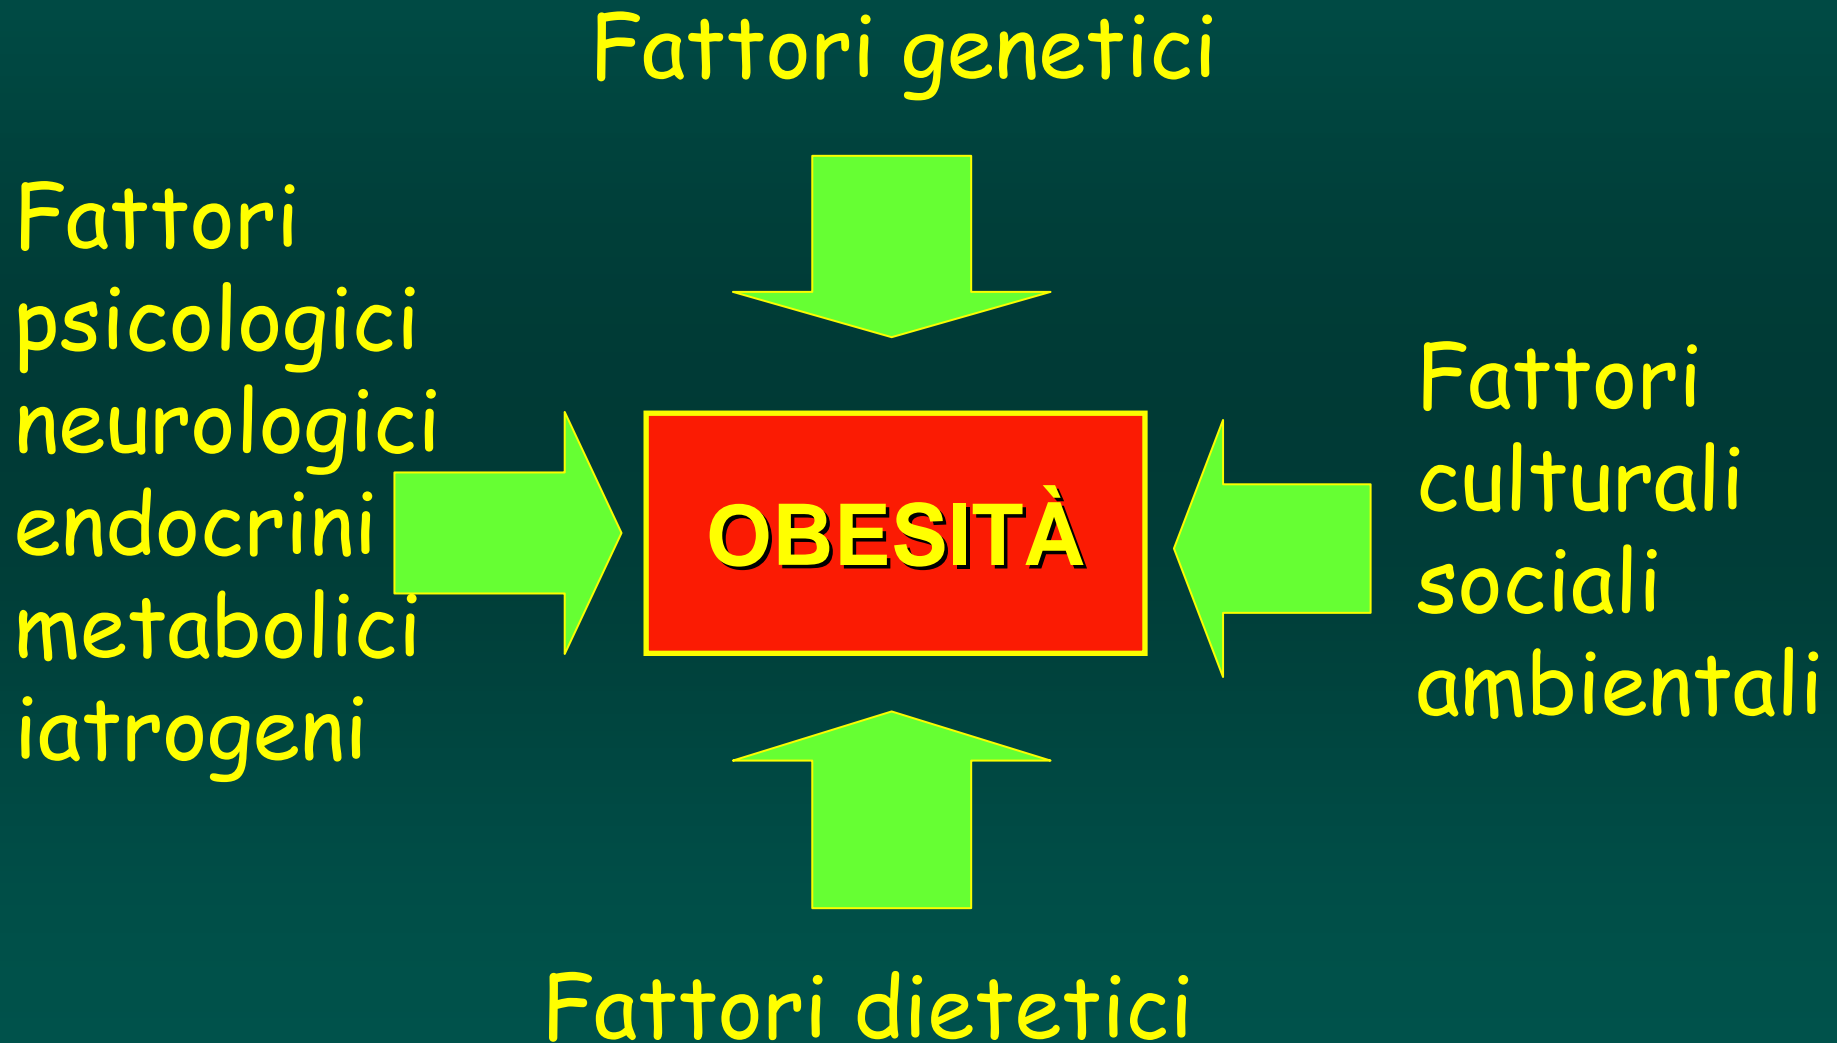 Fattori genetici
Fattori
psicologici
neurologici
endocrini
metabolici
iatrogeni
OBESITÀ
Fattori
culturali
sociali
ambientali
Fattori dietetici